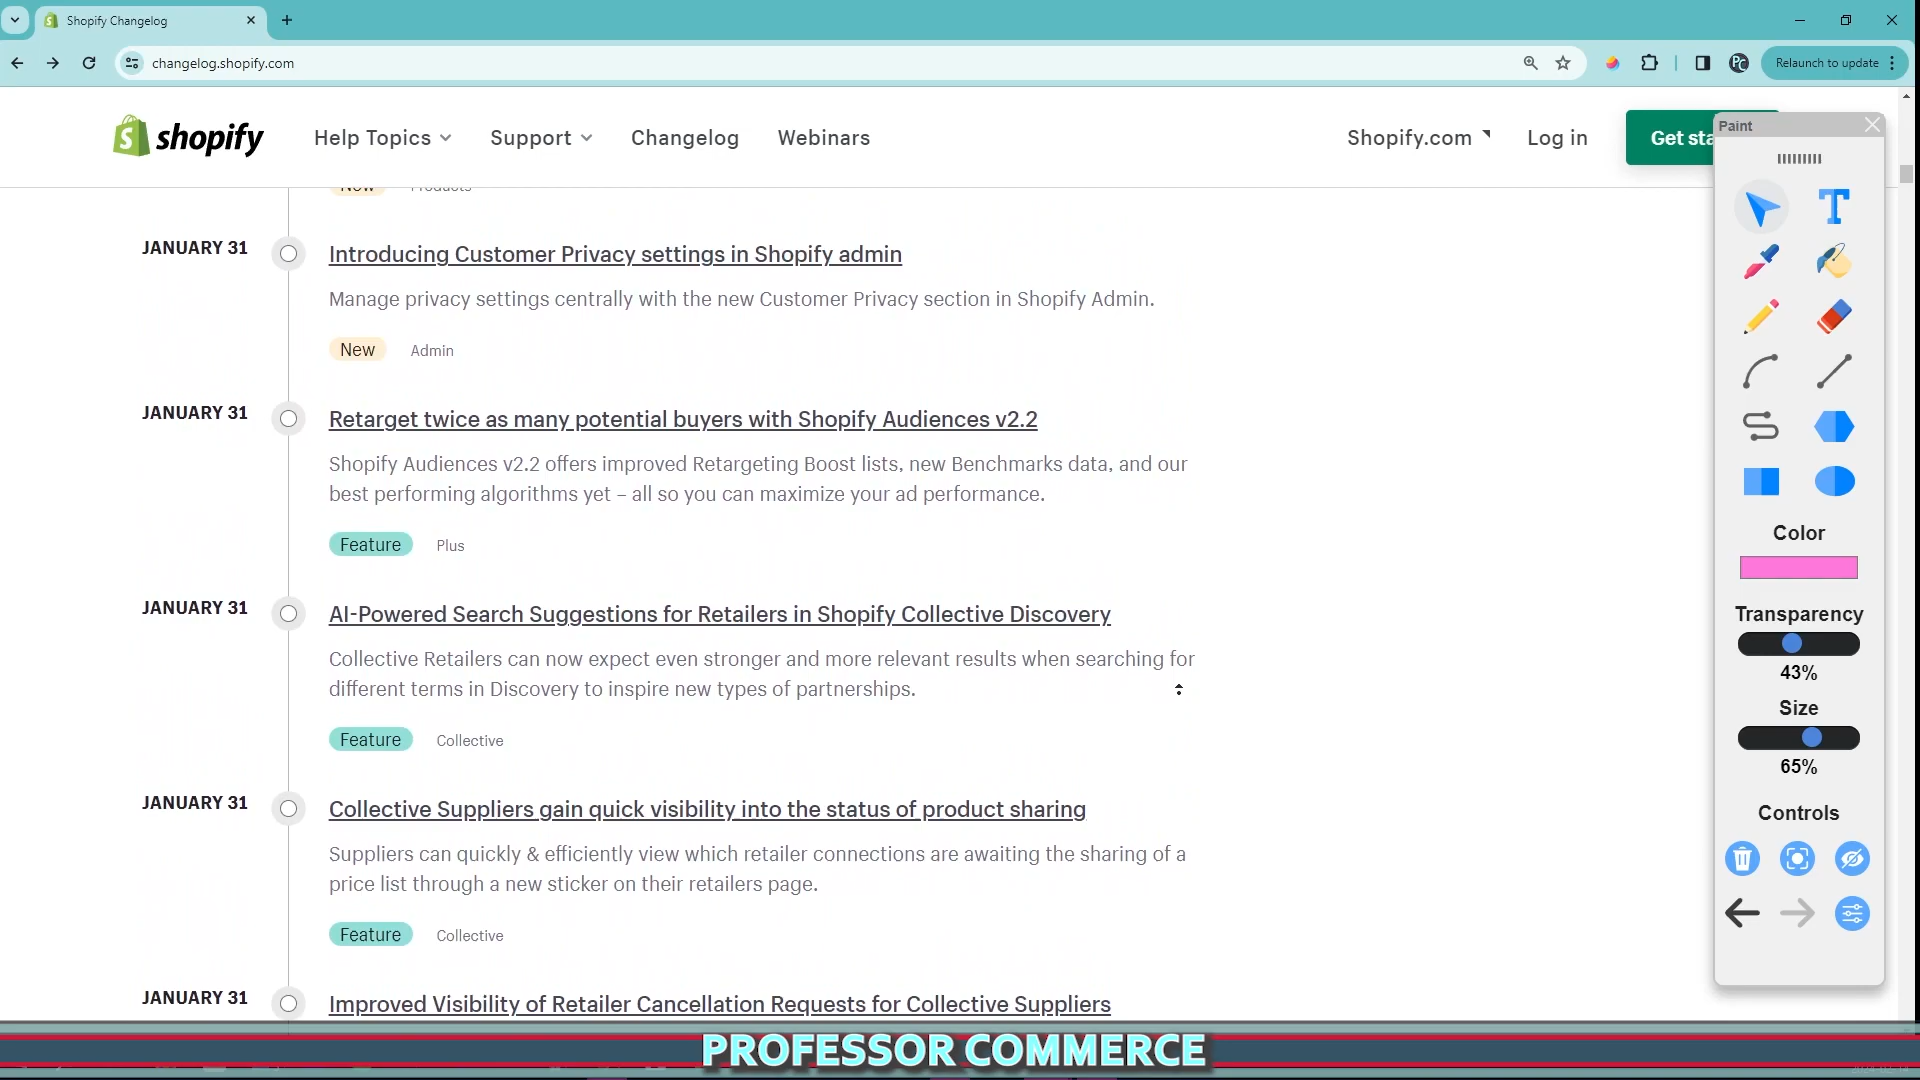 Shopify Changelog
changelog.shopify.com
Relaunch to update
shopify
Help Topics
Support
Changelog
Webinars
Shopify.com
Log in
Get sta
Paint
New Products
JANUARY 31
Introducing Customer Privacy settings in Shopify admin
Manage privacy settings centrally with the new Customer Privacy section in Shopify Admin.
New Admin
JANUARY 31
Retarget twice as many potential buyers with Shopify Audiences v2.2
Shopify Audiences v2.2 offers improved Retargeting Boost lists, new Benchmarks data, and our
best performing algorithms yet – all so you can maximize your ad performance.
Feature Plus
JANUARY 31
AI-Powered Search Suggestions for Retailers in Shopify Collective Discovery
Collective Retailers can now expect even stronger and more relevant results when searching for
different terms in Discovery to inspire new types of partnerships.
Feature Collective
JANUARY 31
Collective Suppliers gain quick visibility into the status of product sharing
Suppliers can quickly & efficiently view which retailer connections are awaiting the sharing of a
price list through a new sticker on their retailers page.
Feature Collective
JANUARY 31
Improved Visibility of Retailer Cancellation Requests for Collective Suppliers
Color
Transparency
43%
Size
65%
Controls
PROFESSOR COMMERCE